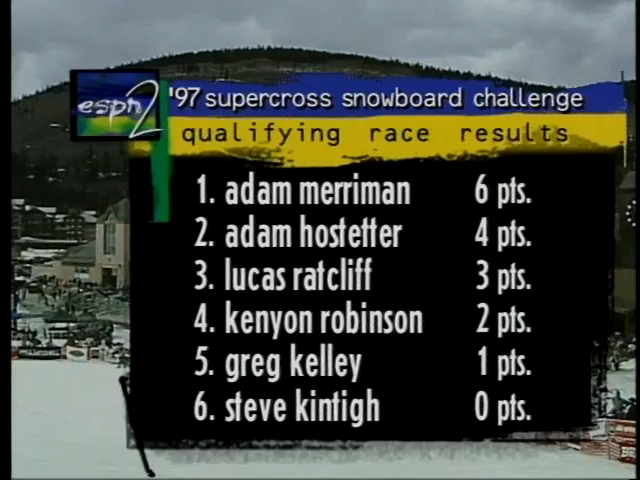 espn2
'97 supercross snowboard challenge
qualifying race results
1. adam merriman 6 pts.
2. adam hostetter 4 pts.
3. lucas ratcliff 3 pts.
4. kenyon robinson 2 pts.
5. greg kelley 1 pts.
6. steve kintigh 0 pts.